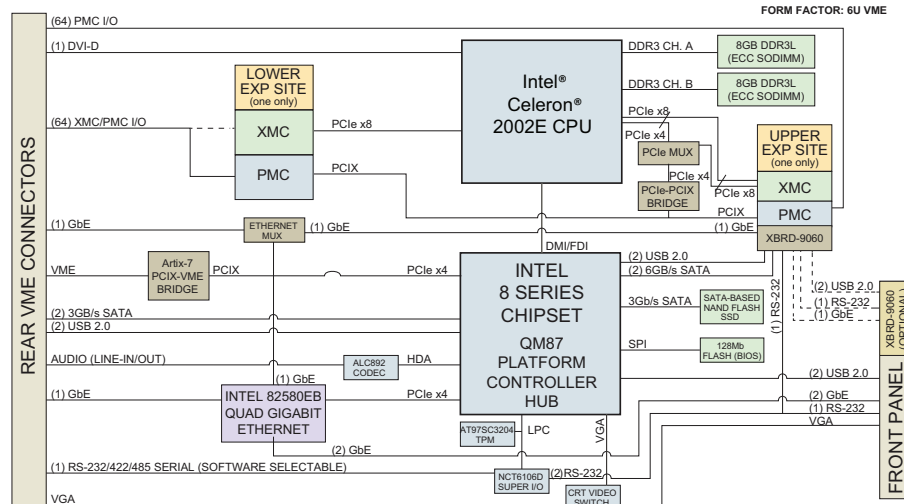 FORM FACTOR: 6U VME
(64) PMC I/O
(1) DVI-D
DDR3 CH. A
8GB DDR3L
(ECC SODIMM)
Intel®
Celeron®
2002E CPU
DDR3 CH. B
8GB DDR3L
(ECC SODIMM)
LOWER
EXP SITE
(one only)
XMC
PMC
(64) XMC/PMC I/O
PCIe x8
PCIX
PCIe x8
PCIe x4
PCIe MUX
PCIe x4
PCIe x8
PCIe-PCIX
BRIDGE
PCIX
UPPER
EXP SITE
(one only)
XMC
PMC
XBRD-9060
REAR VME CONNECTORS
(1) GbE
ETHERNET
MUX
(1) GbE
(1) GbE
DMI/FDI
VME
Artix-7
PCIX-VME
BRIDGE
PCIX
PCIe x4
INTEL
8 SERIES
CHIPSET
QM87
PLATFORM
CONTROLLER
HUB
(2) USB 2.0
(2) 6GB/s SATA
3Gb/s SATA
SATA-BASED
NAND FLASH
SSD
(1) RS-232
(2) USB 2.0
(1) RS-232
(1) GbE
XBRD-9060
(OPTIONAL)
(2) 3GB/s SATA
(2) USB 2.0
SPI
128Mb
FLASH (BIOS)
AUDIO (LINE-IN/OUT)
ALC892
CODEC
HDA
(1) GbE
(2) USB 2.0
(1) GbE
INTEL 82580EB
QUAD GIGABIT
ETHERNET
PCIe x4
(2) GbE
(1) RS-232
VGA
FRONT PANEL
AT97SC3204
TPM
LPC
VGA
(2) GbE
(1) RS-232/422/485 SERIAL (SOFTWARE SELECTABLE)
NCT6106D
SUPER I/O
(2)RS-232
CRT VIDEO
SWITCH
VGA